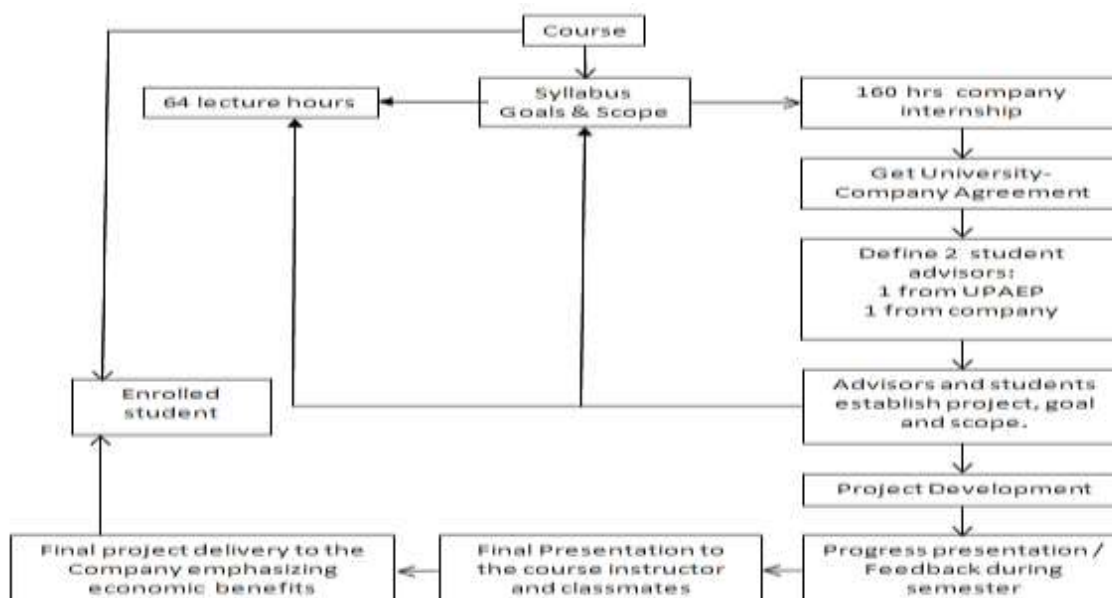 Course
64 lecture hours
Syllabus
Goals & Scope
160 hrs company
internship
Get University-
Company Agreement
Define 2 student
advisors:
1 from UPAEP
1 from company
Enrolled
student
Advisors and students
establish project, goal
and scope.
Project Development
Final project delivery to the
Company emphasizing
economic benefits
Final Presentation to
the course instructor
and classmates
Progress presentation /
Feedback during
semester